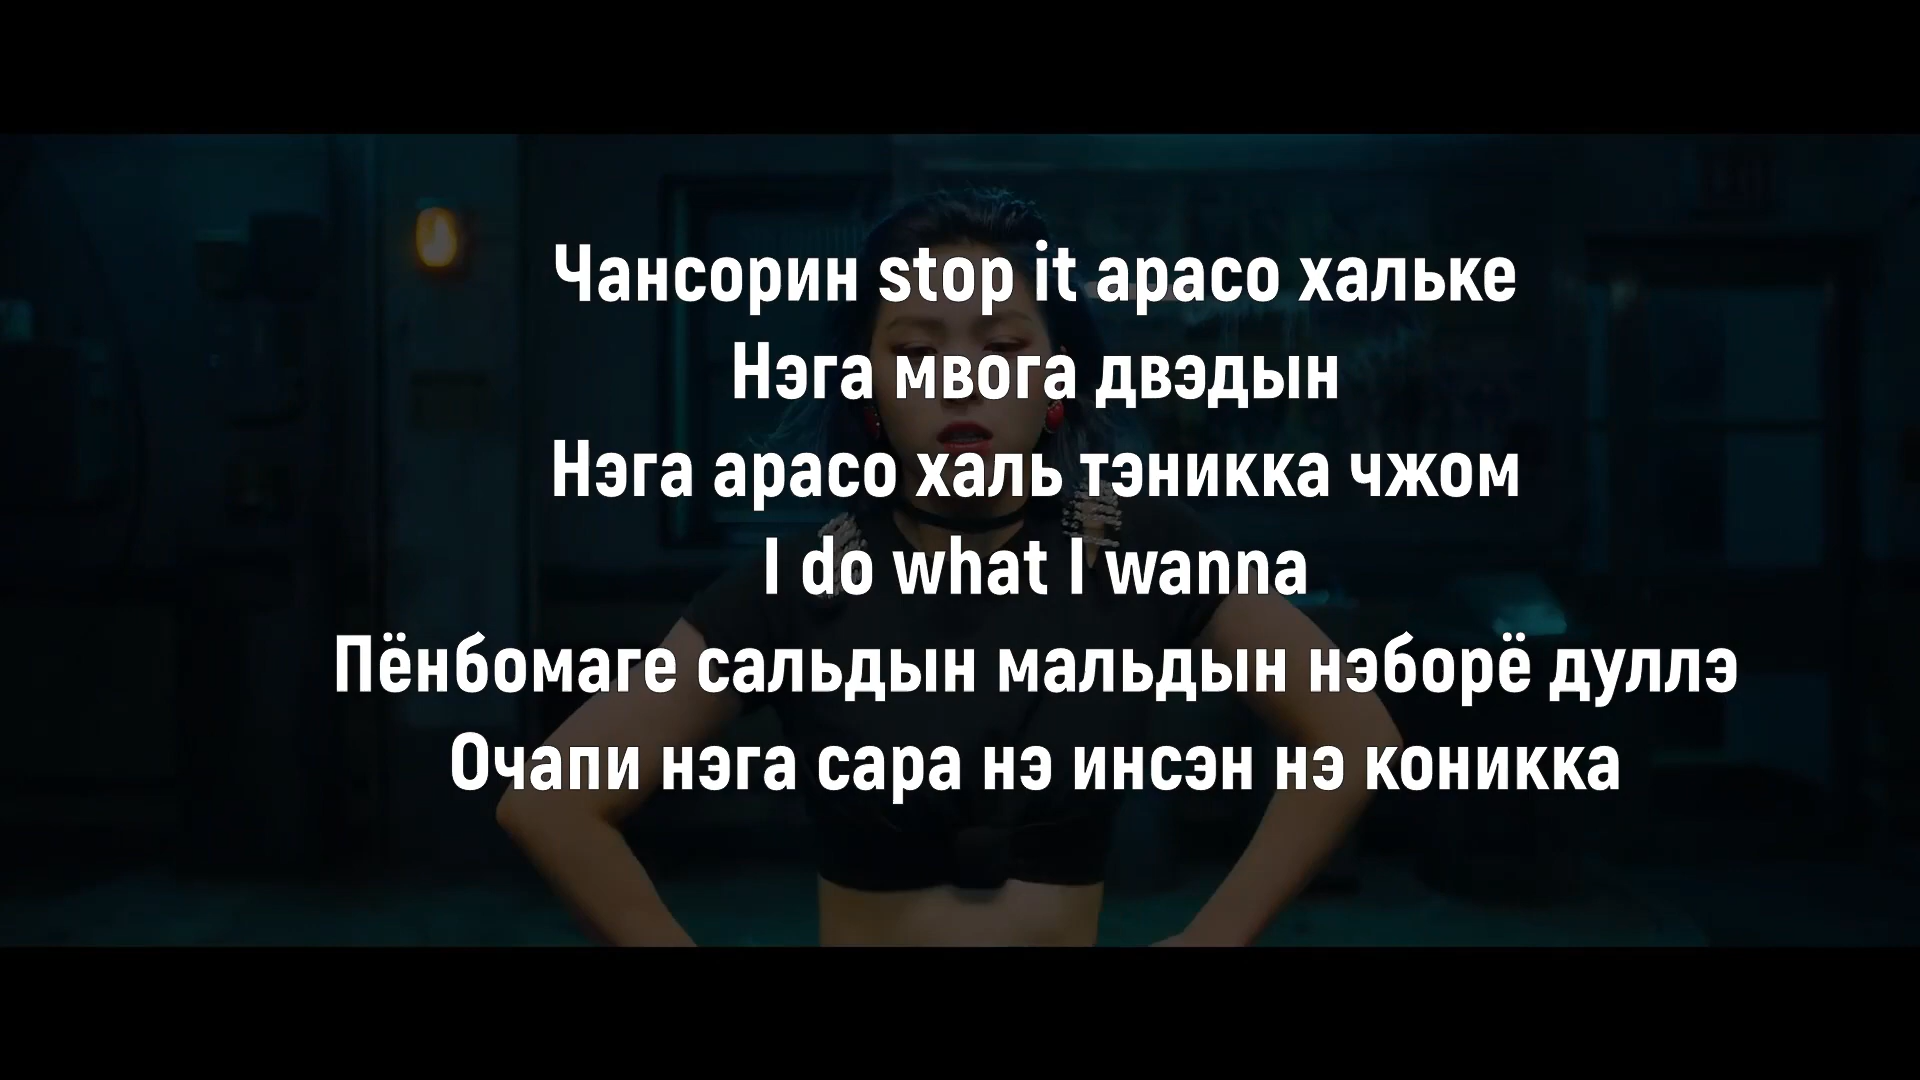 Чансорин stop it арасо хальке
Нэга мвога двэдын
Нэга арасо халь тэникка чжом
I do what I wanna
Пёнбомаге сальдын мальдын нэборё дуллэ
Очапи нэга сара нэ инсэн нэ коникка